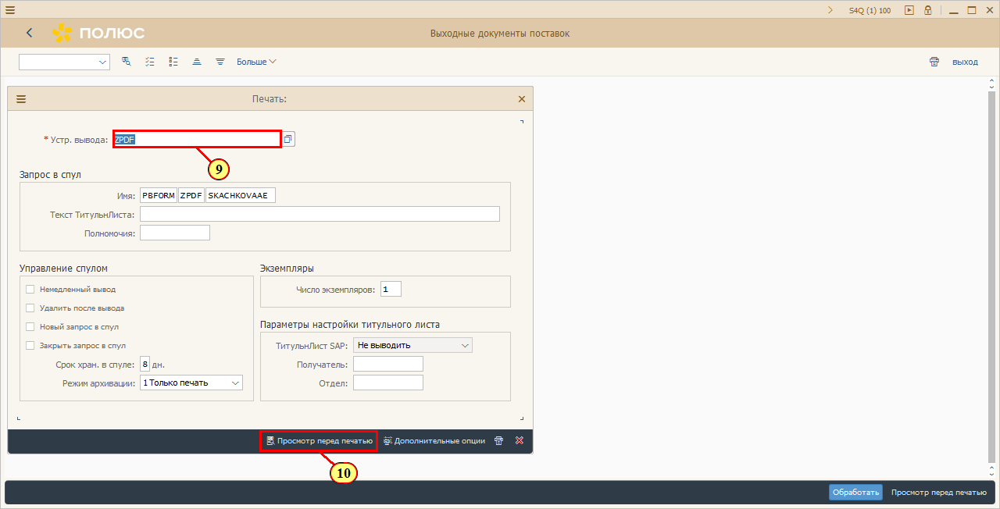 S4Q (1) 100
ПОЛЮС
Выходные документы поставок
Больше
выход
Печать:
* Устр. вывода: ZPDF
9
Запрос в спул
Имя: PBFORM ZPDF SKACHKOVAAE
Текст ТитульнЛиста:
Полномочия:
Управление спулом
Немедленный вывод
Удалить после вывода
Новый запрос в спул
Закрыть запрос в спул
Срок хран. в спуле: 8 дн.
Режим архивации: 1 Только печать
Экземпляры
Число экземпляров: 1
Параметры настройки титульного листа
ТитульнЛист SAP: Не выводить
Получатель:
Отдел:
Просмотр перед печатью Дополнительные опции
10
Обработать Просмотр перед печатью